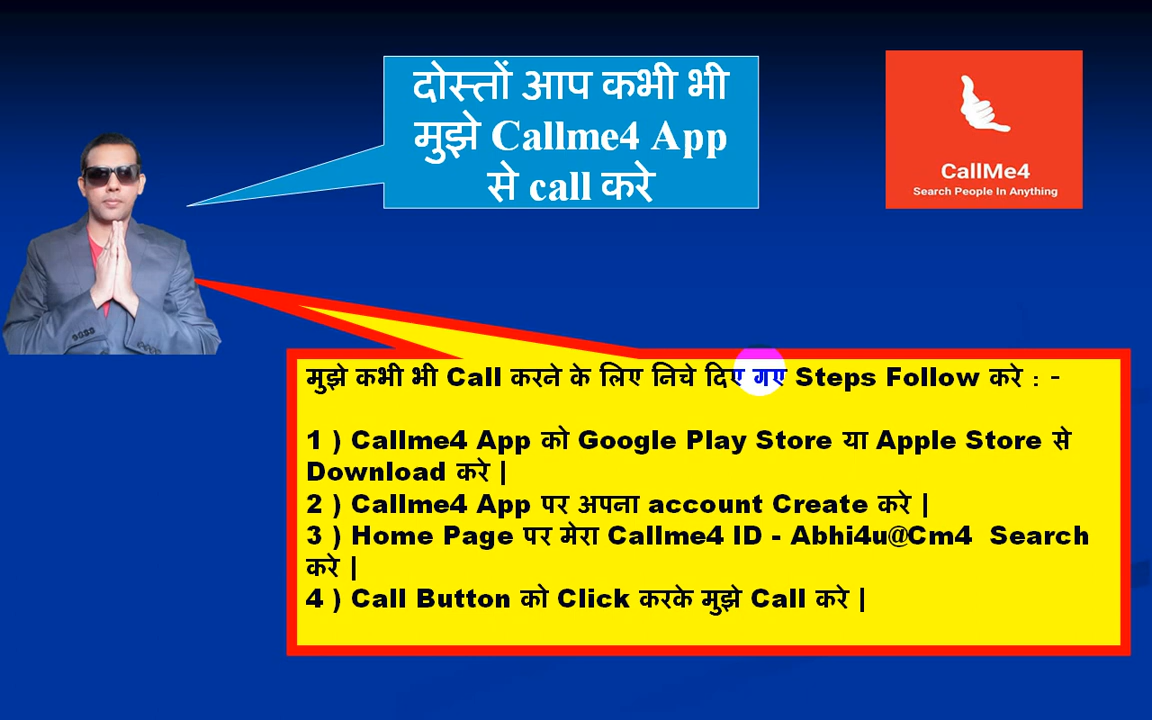 दोस्तों आप कभी भी
मुझे Callme4 App
से call करे
CallMe4
Search People In Anything
मुझे कभी भी Call करने के लिए निचे दिए गए Steps Follow करे : -
1 ) Callme4 App को Google Play Store या Apple Store से
Download करे |
2 ) Callme4 App पर अपना account Create करे |
3 ) Home Page पर मेरा Callme4 ID - Abhi4u@Cm4 Search
करे |
4 ) Call Button को Click करके मुझे Call करे |